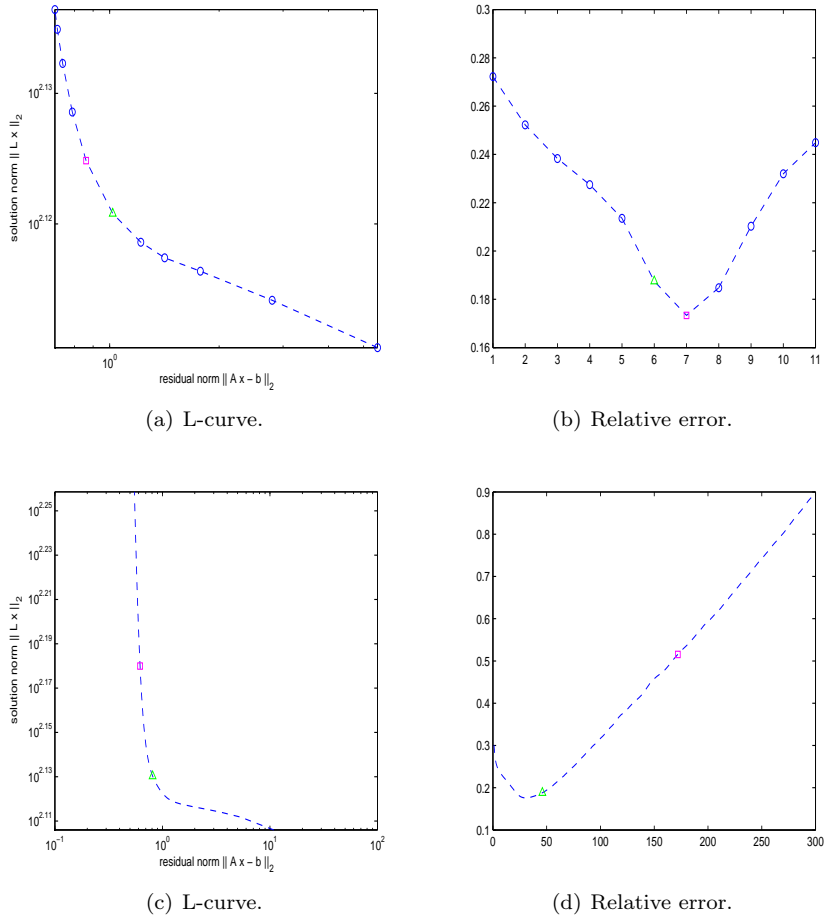 10^2.13
10^2.12
solution norm || L x ||_2
10^0
residual norm || A x − b ||_2
(a) L-curve.
0.3
0.28
0.26
0.24
0.22
0.2
0.18
0.16
1 2 3 4 5 6 7 8 9 10 11
(b) Relative error.
10^2.25
10^2.23
10^2.21
10^2.19
10^2.17
10^2.15
10^2.13
10^2.11
solution norm || L x ||_2
10^−1 10^0 10^1 10^2
residual norm || A x − b ||_2
(c) L-curve.
0.9
0.8
0.7
0.6
0.5
0.4
0.3
0.2
0.1
0 50 100 150 200 250 300
(d) Relative error.